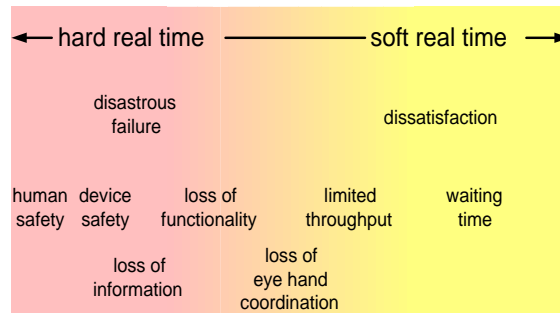 hard real time
soft real time
disastrous
failure
dissatisfaction
human
safety
device
safety
loss of
functionality
limited
throughput
waiting
time
loss of
information
loss of
eye hand
coordination